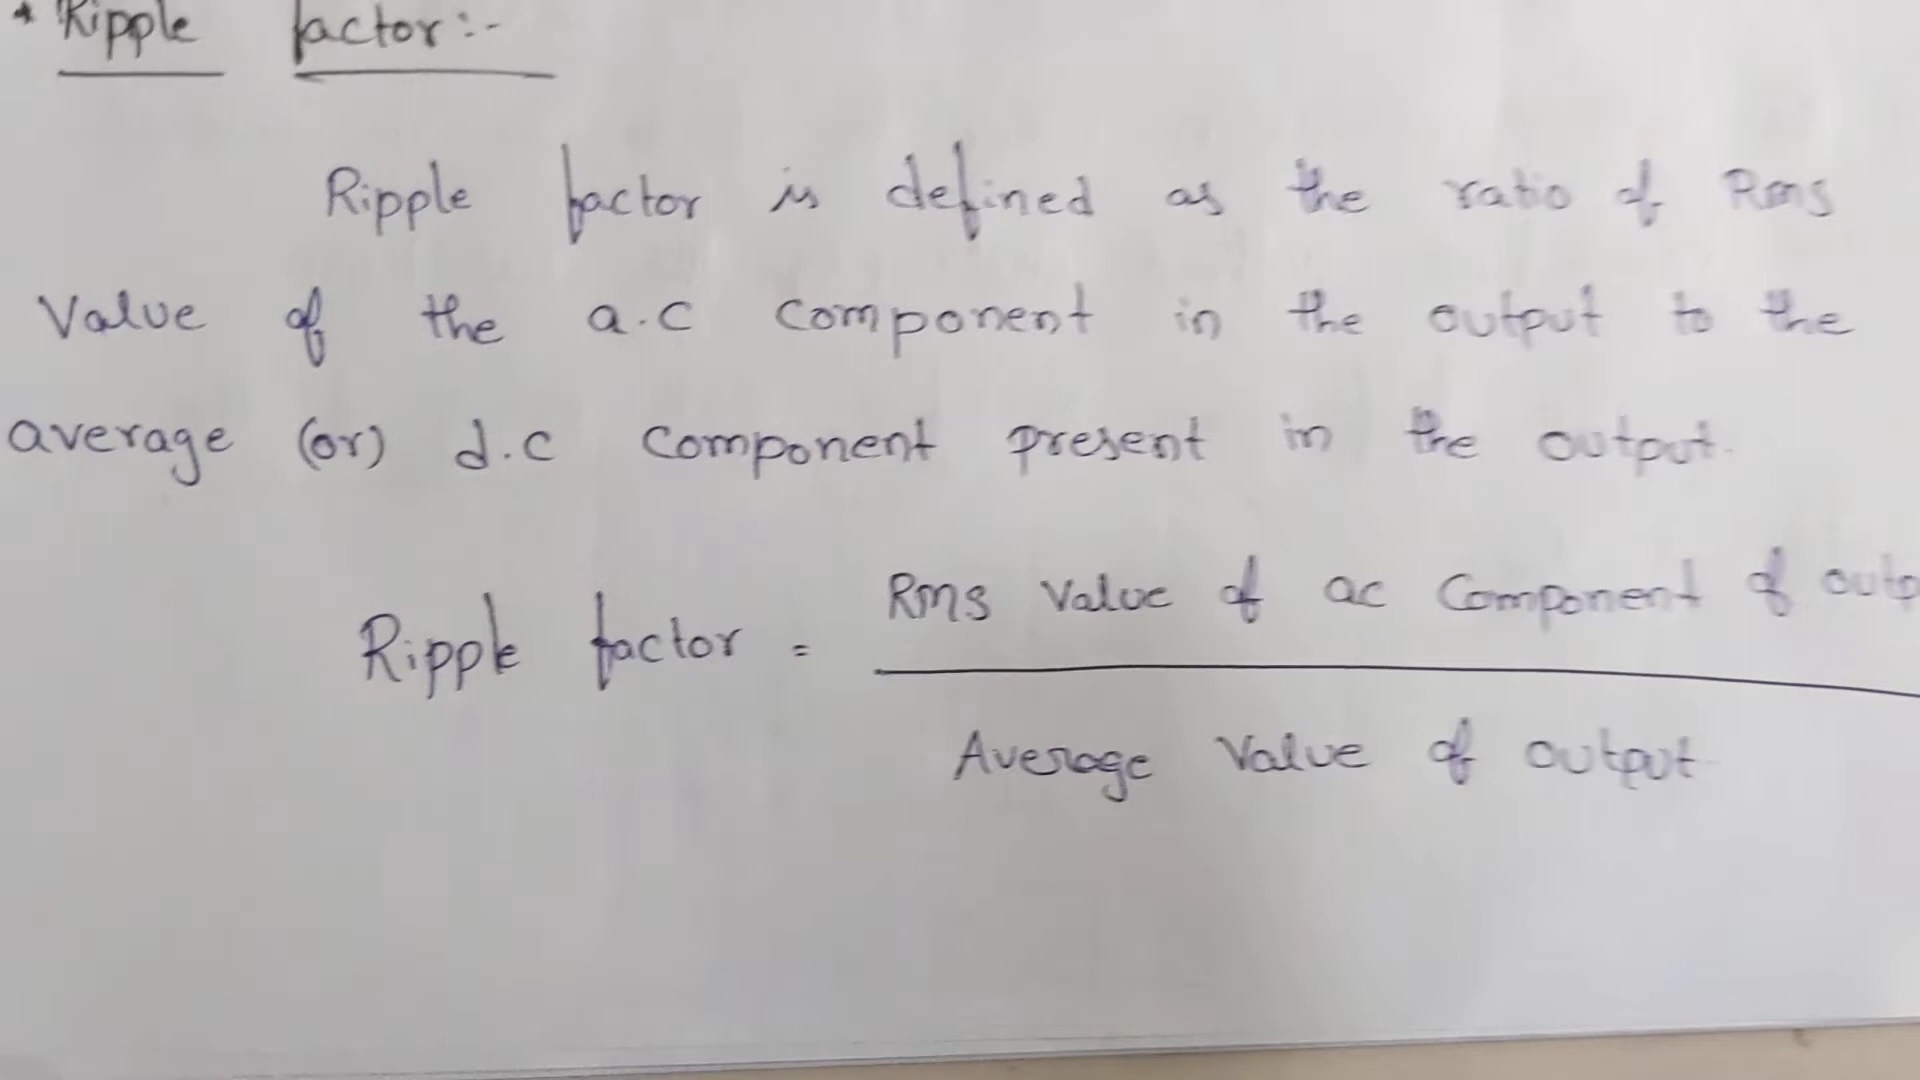 * Ripple factor:-
Ripple factor is defined as the ratio of Rms
Value of the a.c component in the output to the
average (or) d.c component present in the output.
Rms Value of ac Component of outp
Ripple factor =
Average Value of output